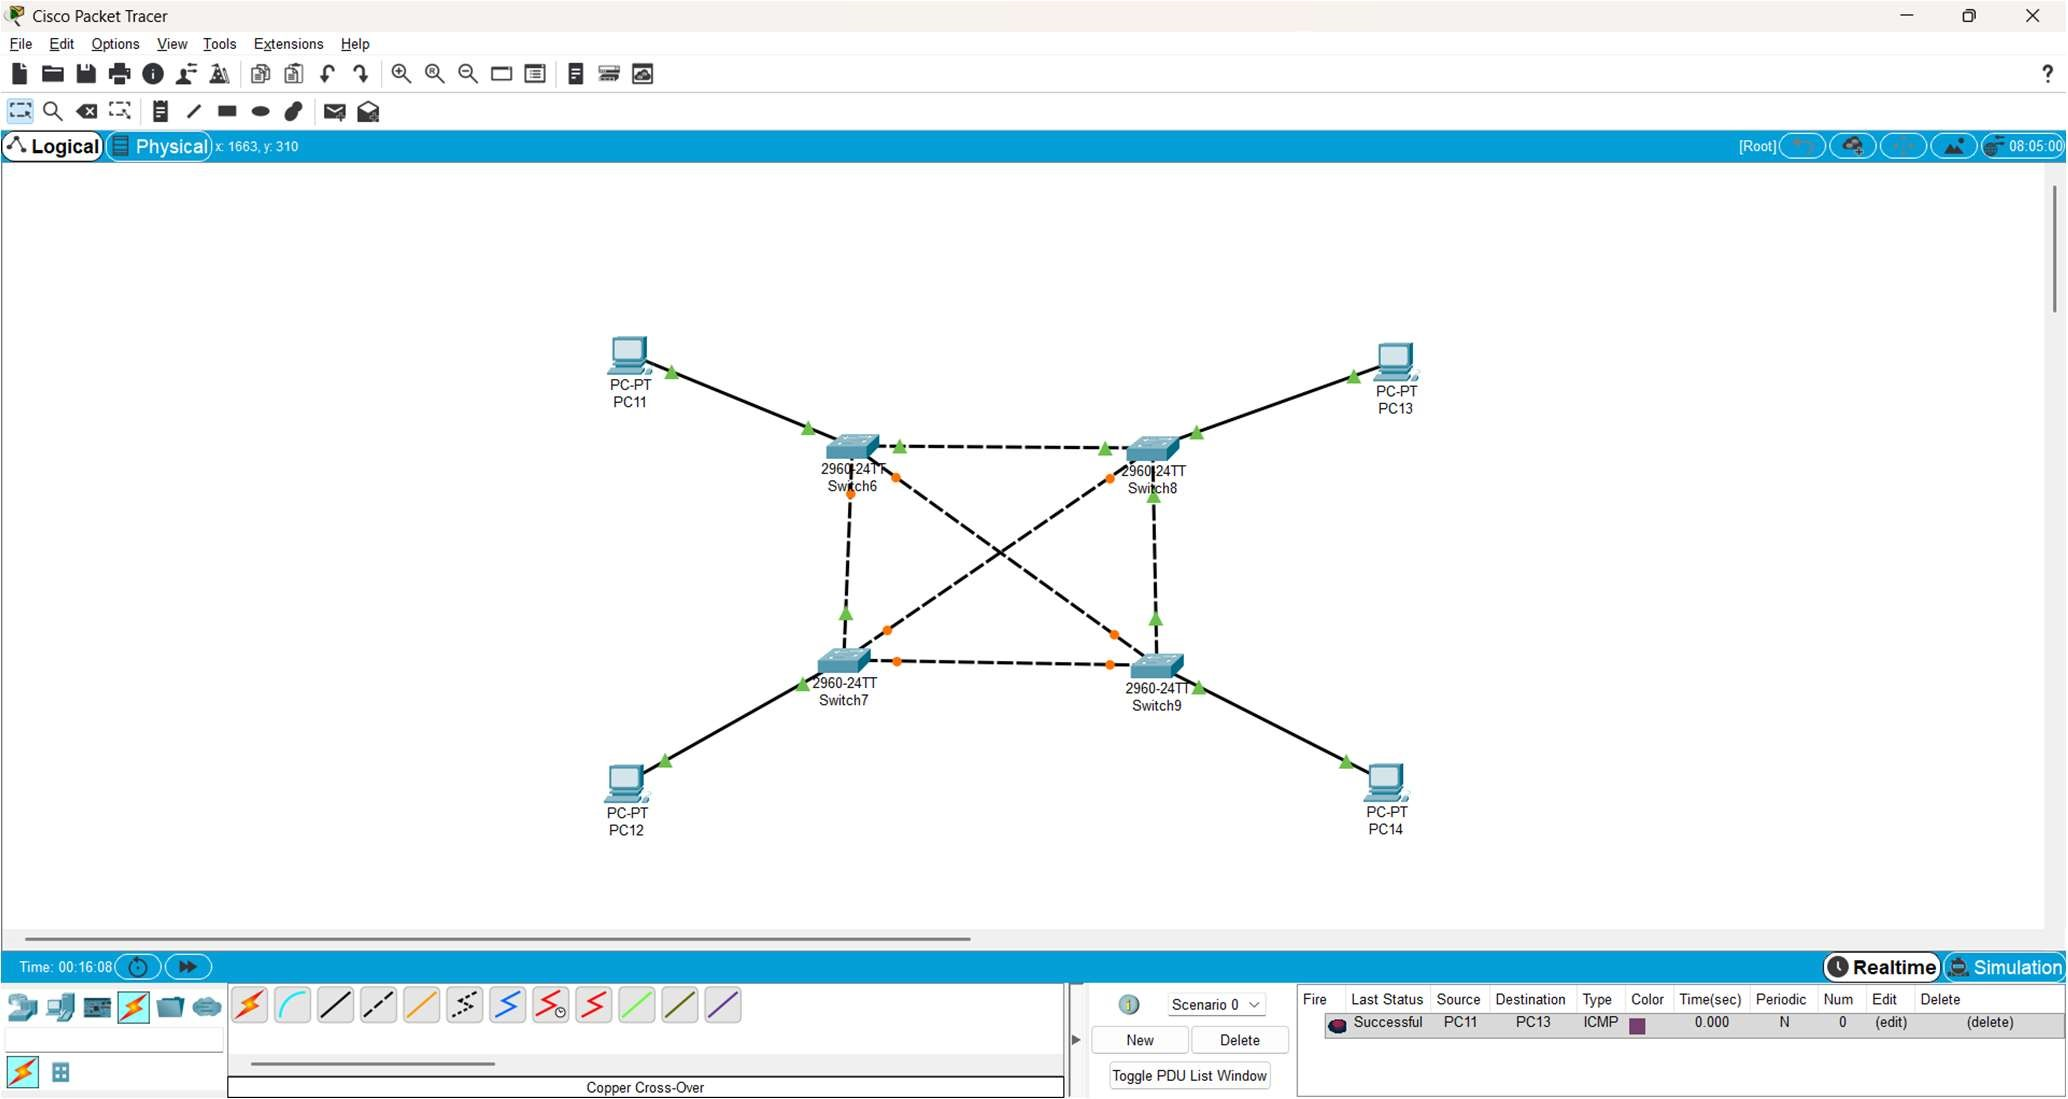 Cisco Packet Tracer
File Edit Options View Tools Extensions Help
?
Logical Physical x: 1663, y: 310 [Root] 08:05:00
PC-PT
PC11
PC-PT
PC13
2960-24TT
Switch6
2960-24TT
Switch8
2960-24TT
Switch7
2960-24TT
Switch9
PC-PT
PC12
PC-PT
PC14
Time: 00:16:08 Realtime Simulation
Scenario 0
New Delete
Toggle PDU List Window
Fire Last Status Source Destination Type Color Time(sec) Periodic Num Edit Delete
Successful PC11 PC13 ICMP 0.000 N 0 (edit) (delete)
Copper Cross-Over